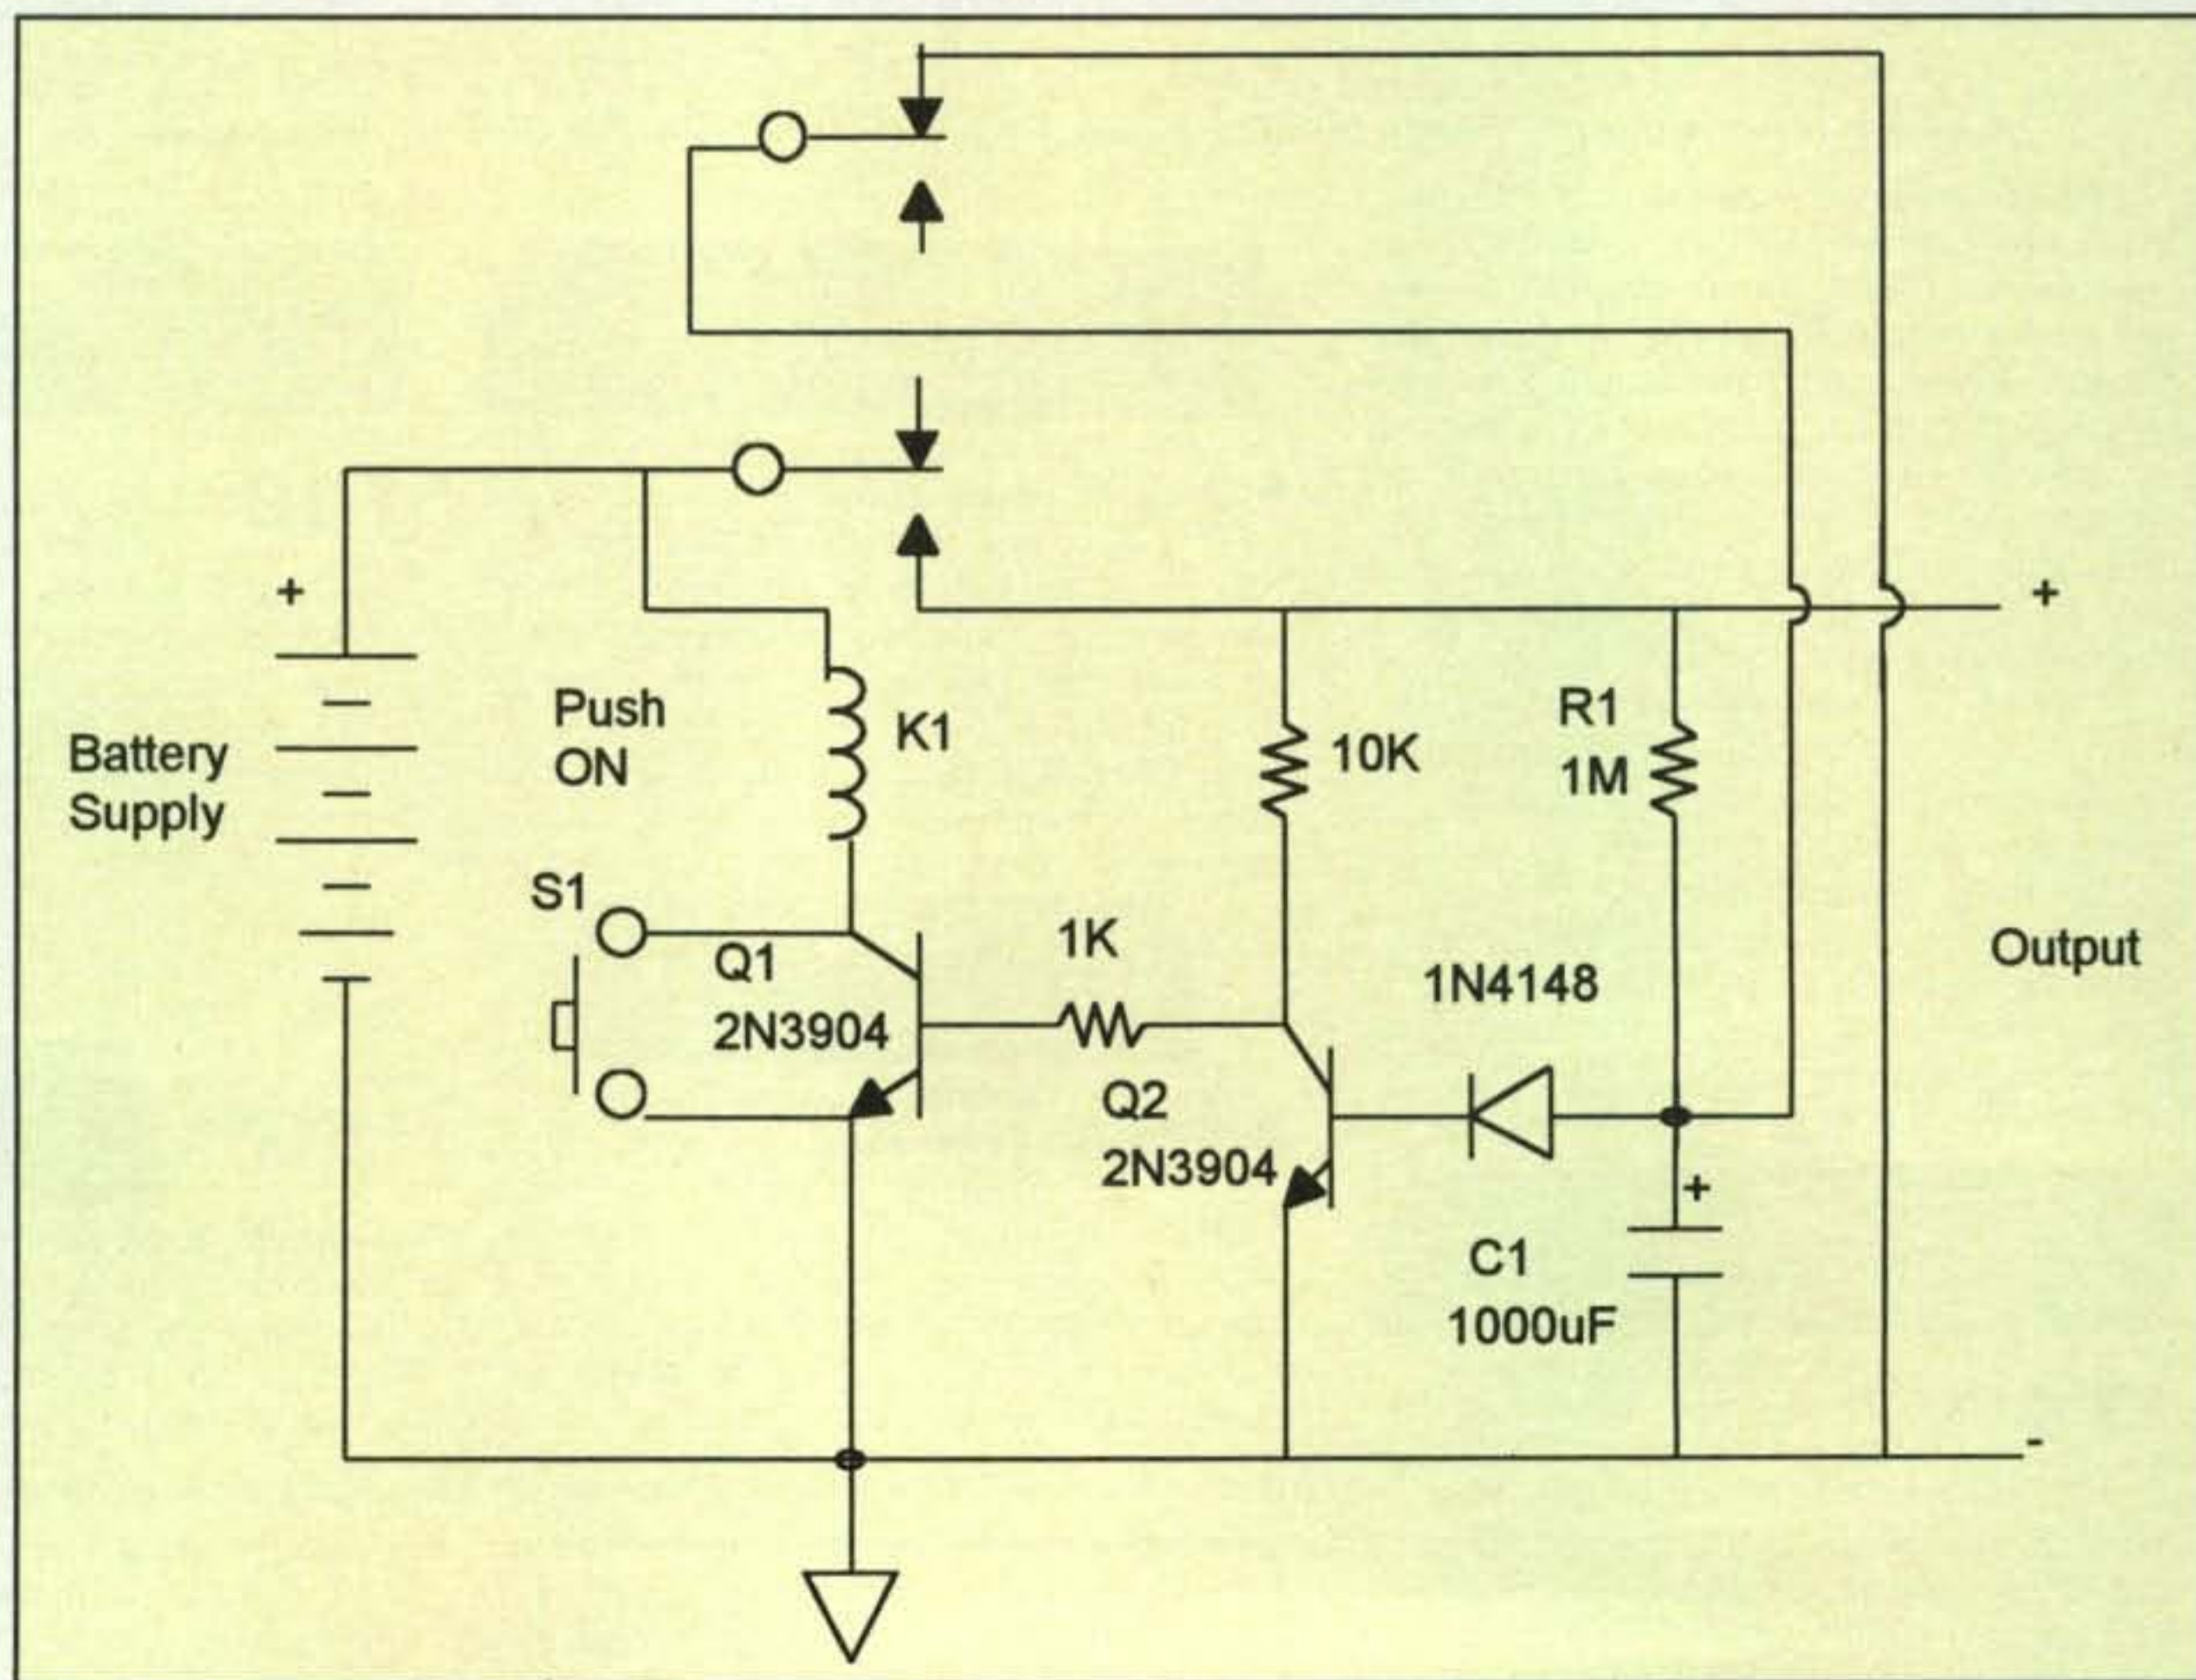 +
+
Push
ON
K1
R1
1M
10K
Battery
Supply
S1
Q1
2N3904
1K
1N4148
Output
Q2
2N3904
+
C1
1000uF
-